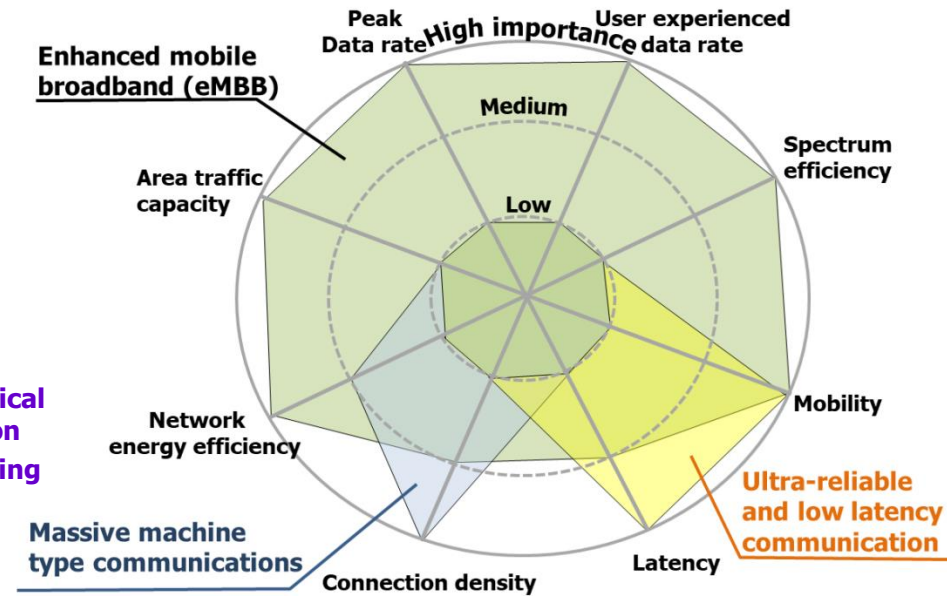 Peak
Data rate
High importance
User experienced
data rate
Enhanced mobile
broadband (eMBB)
Medium
Spectrum
efficiency
Area traffic
capacity
Low
Mobility
Network
energy efficiency
Ultra-reliable
and low latency
communication
Massive machine
type communications
Latency
Connection density